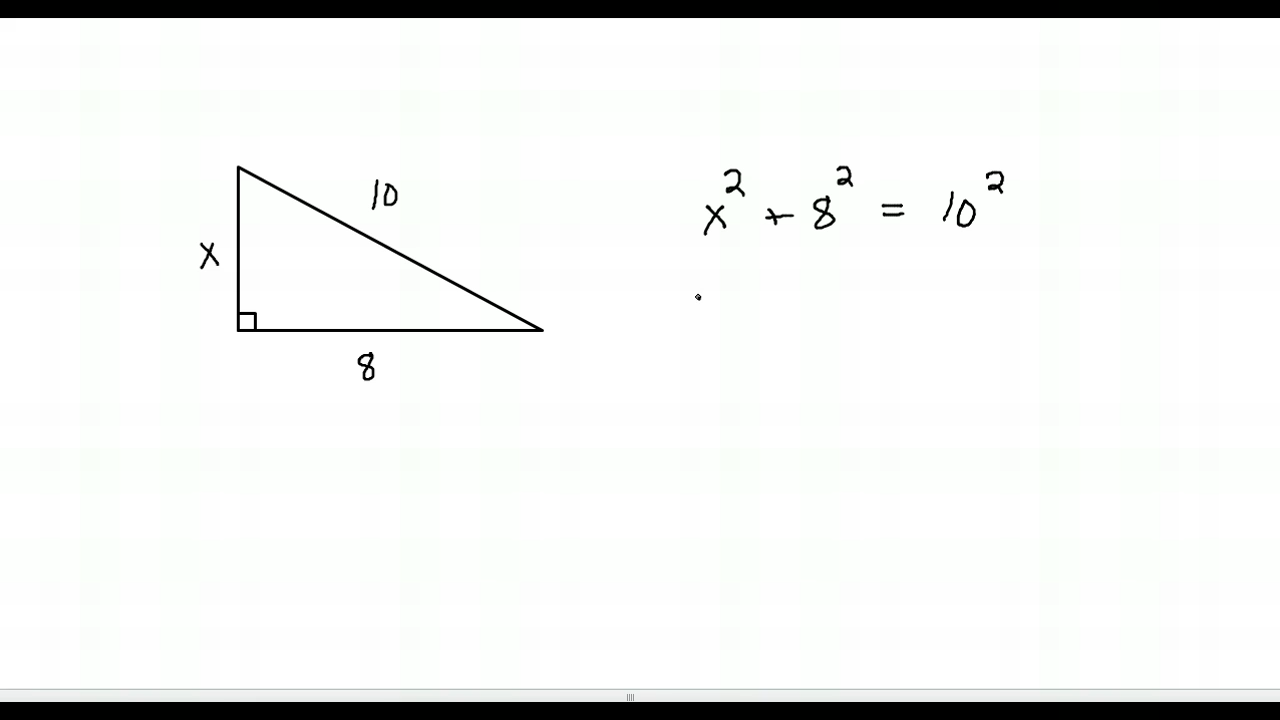 10
x² + 8² = 10²
x
8